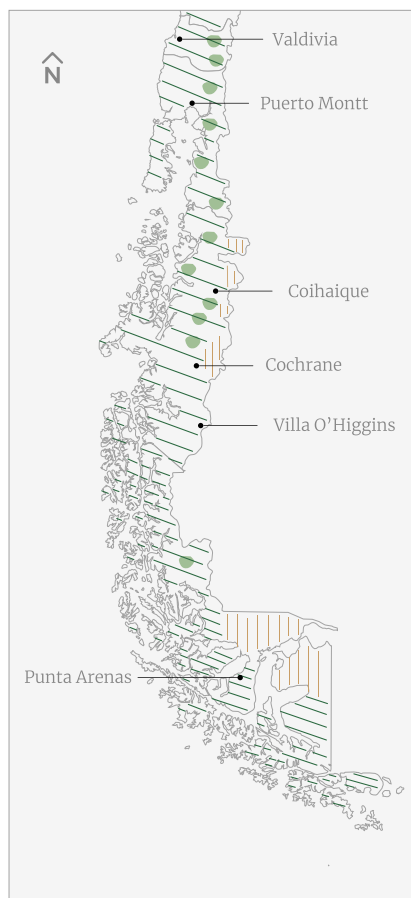 Valdivia
N
Puerto Montt
Coihaique
Cochrane
Villa O’Higgins
Punta Arenas